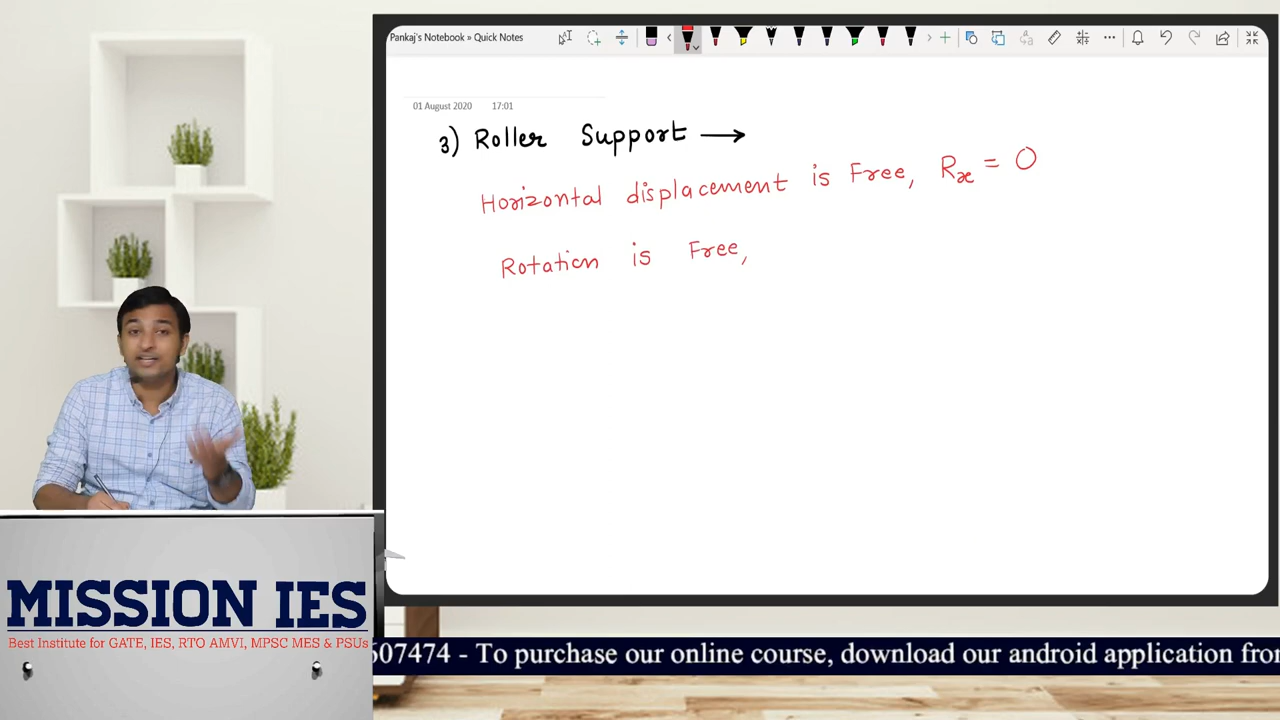 Pankaj's Notebook » Quick Notes
01 August 2020 17:01
3) Roller Support →
Horizontal displacement is Free, Rx = 0
Rotation is Free,
MISSION IES
Best Institute for GATE, IES, RTO AMVI, MPSC MES & PSUs
607474 - To purchase our online course, download our android application from